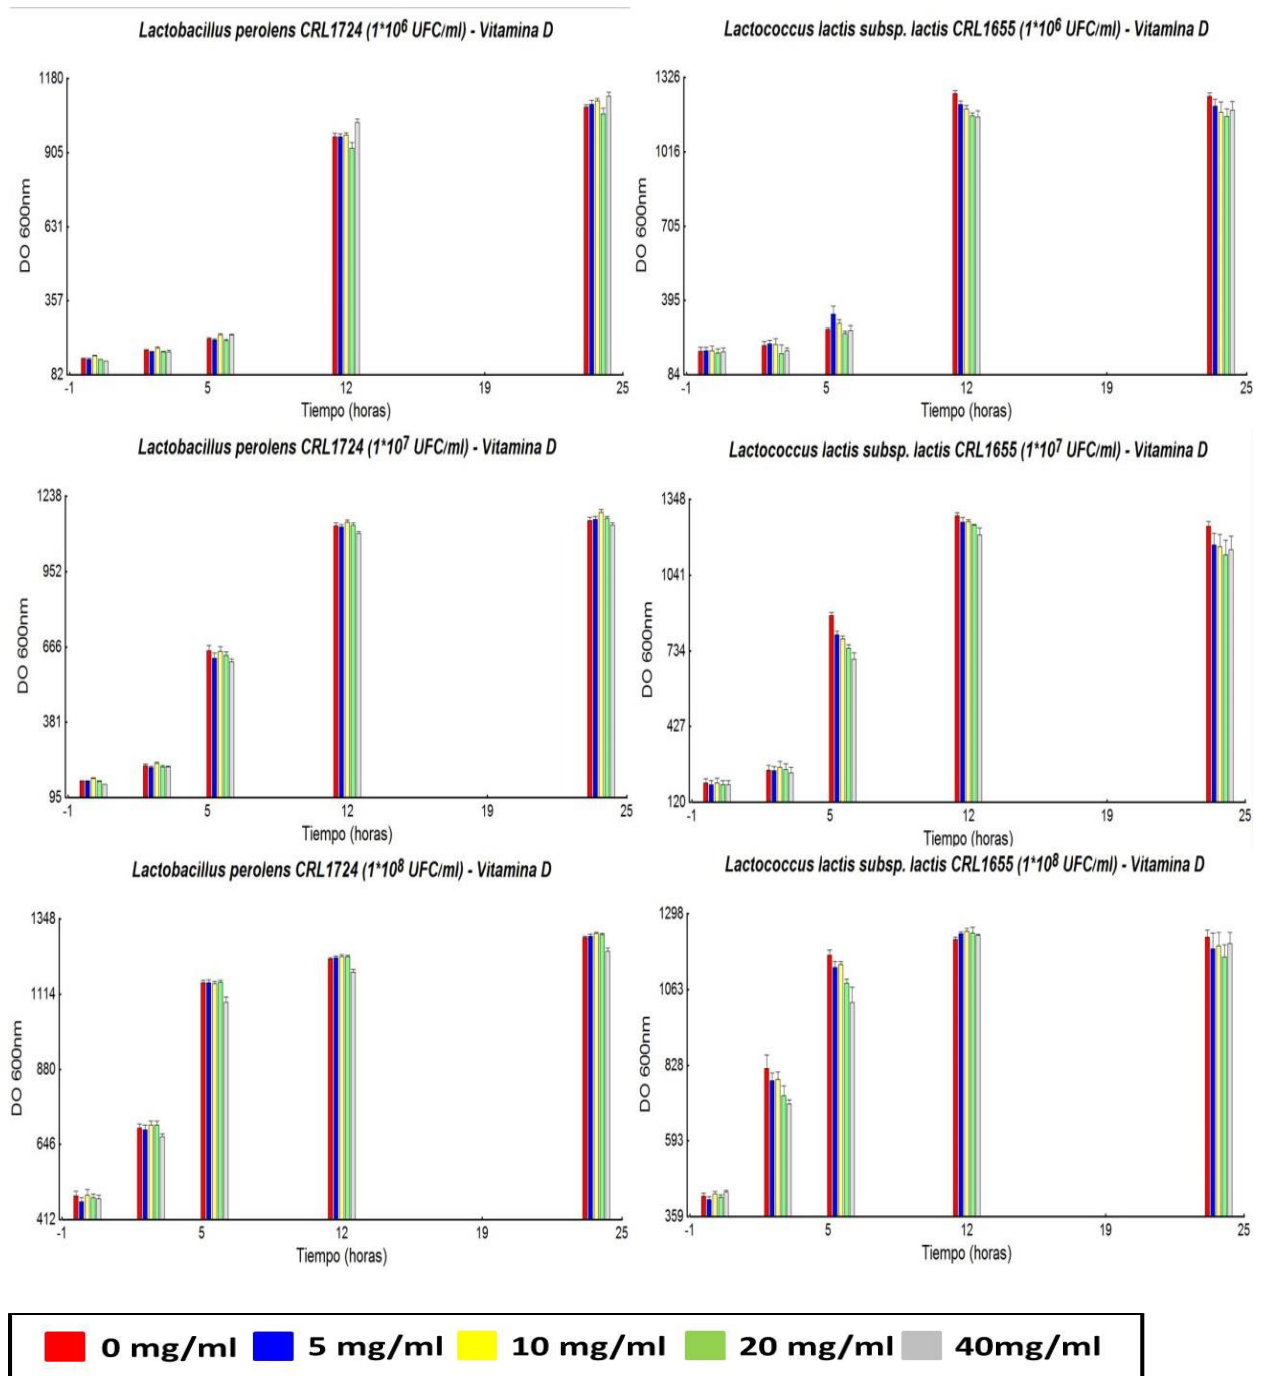 Lactobacillus perolens CRL1724 (1*10⁶ UFC/ml) - Vitamina D
1180
905
631
357
82
DO 600nm
-1 5 12 19 25
Tiempo (horas)
Lactococcus lactis subsp. lactis CRL1655 (1*10⁶ UFC/ml) - Vitamina D
1326
1016
705
395
84
DO 600nm
-1 5 12 19 25
Tiempo (horas)
Lactobacillus perolens CRL1724 (1*10⁷ UFC/ml) - Vitamina D
1238
952
666
381
95
DO 600nm
-1 5 12 19 25
Tiempo (horas)
Lactococcus lactis subsp. lactis CRL1655 (1*10⁷ UFC/ml) - Vitamina D
1348
1041
734
427
120
DO 600nm
-1 5 12 19 25
Tiempo (horas)
Lactobacillus perolens CRL1724 (1*10⁸ UFC/ml) - Vitamina D
1348
1114
880
646
412
DO 600nm
-1 5 12 19 25
Tiempo (horas)
Lactococcus lactis subsp. lactis CRL1655 (1*10⁸ UFC/ml) - Vitamina D
1298
1063
828
593
359
DO 600nm
-1 5 12 19 25
Tiempo (horas)
0 mg/ml 5 mg/ml 10 mg/ml 20 mg/ml 40mg/ml